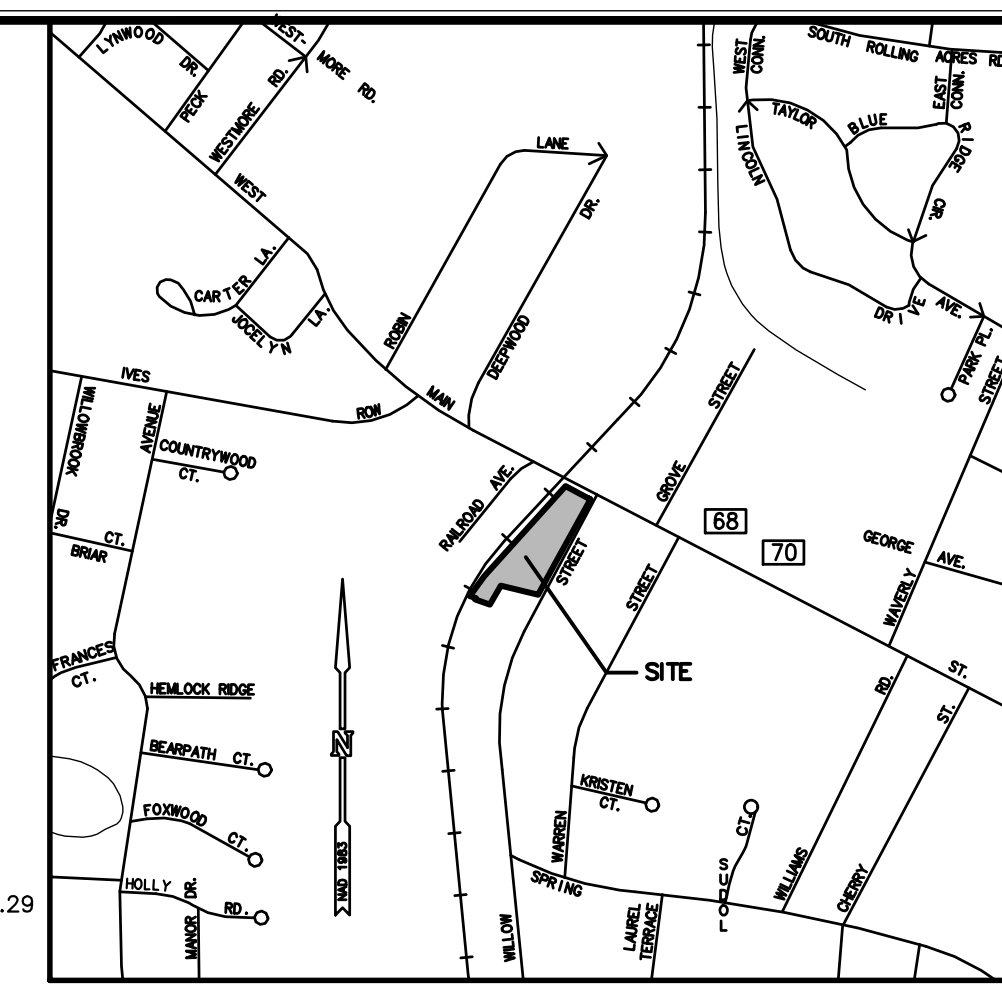 WEST-
MORE RD.
LYNWOOD
DR.
PECK
WESTMORE RD.
WEST
SOUTH ROLLING ACRES RD
WEST CONN.
EAST CONN.
TAYLOR
BLUE
RIDGE
CIR.
LINCOLN
DRIVE
AVE.
PARK PL.
STREET
LANE
DR.
CARTER LA.
JOCELYN LA.
ROBIN
DEEPWOOD
IVES
ROW
MAIN
WILLOWBROOK
DR.
AVENUE
COUNTRYWOOD
CT.
BRIAR CT.
RAILROAD AVE.
GROVE STREET
68
70
GEORGE AVE.
WAVERLY
ST.
STREET
STREET
SITE
FRANCES
CT.
HEMLOCK RIDGE
BEARPATH CT.
FOXWOOD CT.
HOLLY
DR.
RD.
MANOR
N
NAD 1983
KRISTEN
CT.
WARREN
SPRING
WILLOW
LAUREL
TERRACE
SUDOL
CT.
WILLIAMS
RD.
CHERRY
ST.
.29